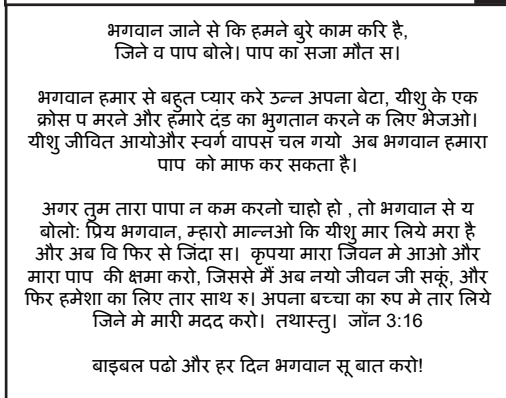 भगवान जाने से कि हमने बुरे काम करि है,
जिने व पाप बोले। पाप का सजा मौत स।
भगवान हमार से बहुत प्यार करे उन्न अपना बेटा, यीशु के एक
क्रोस प मरने और हमारे दंड का भुगतान करने क लिए भेजओ।
यीशु जीवित आयोऔर स्वर्ग वापस चल गयो अब भगवान हमारा
पाप को माफ कर सकता है।
अगर तुम तारा पापा न कम करनो चाहो हो , तो भगवान से य
बोलो: प्रिय भगवान, म्हारो मान्नओ कि यीशु मार लिये मरा है
और अब वि फिर से जिंदा स। कृपया मारा जिवन मे आओ और
मारा पाप की क्षमा करो, जिससे मैं अब नयो जीवन जी सकूं, और
फिर हमेशा का लिए तार साथ रु। अपना बच्चा का रुप मे तार लिये
जिने मे मारी मदद करो। तथास्तु। जॉन 3:16
बाइबल पढो और हर दिन भगवान सू बात करो!